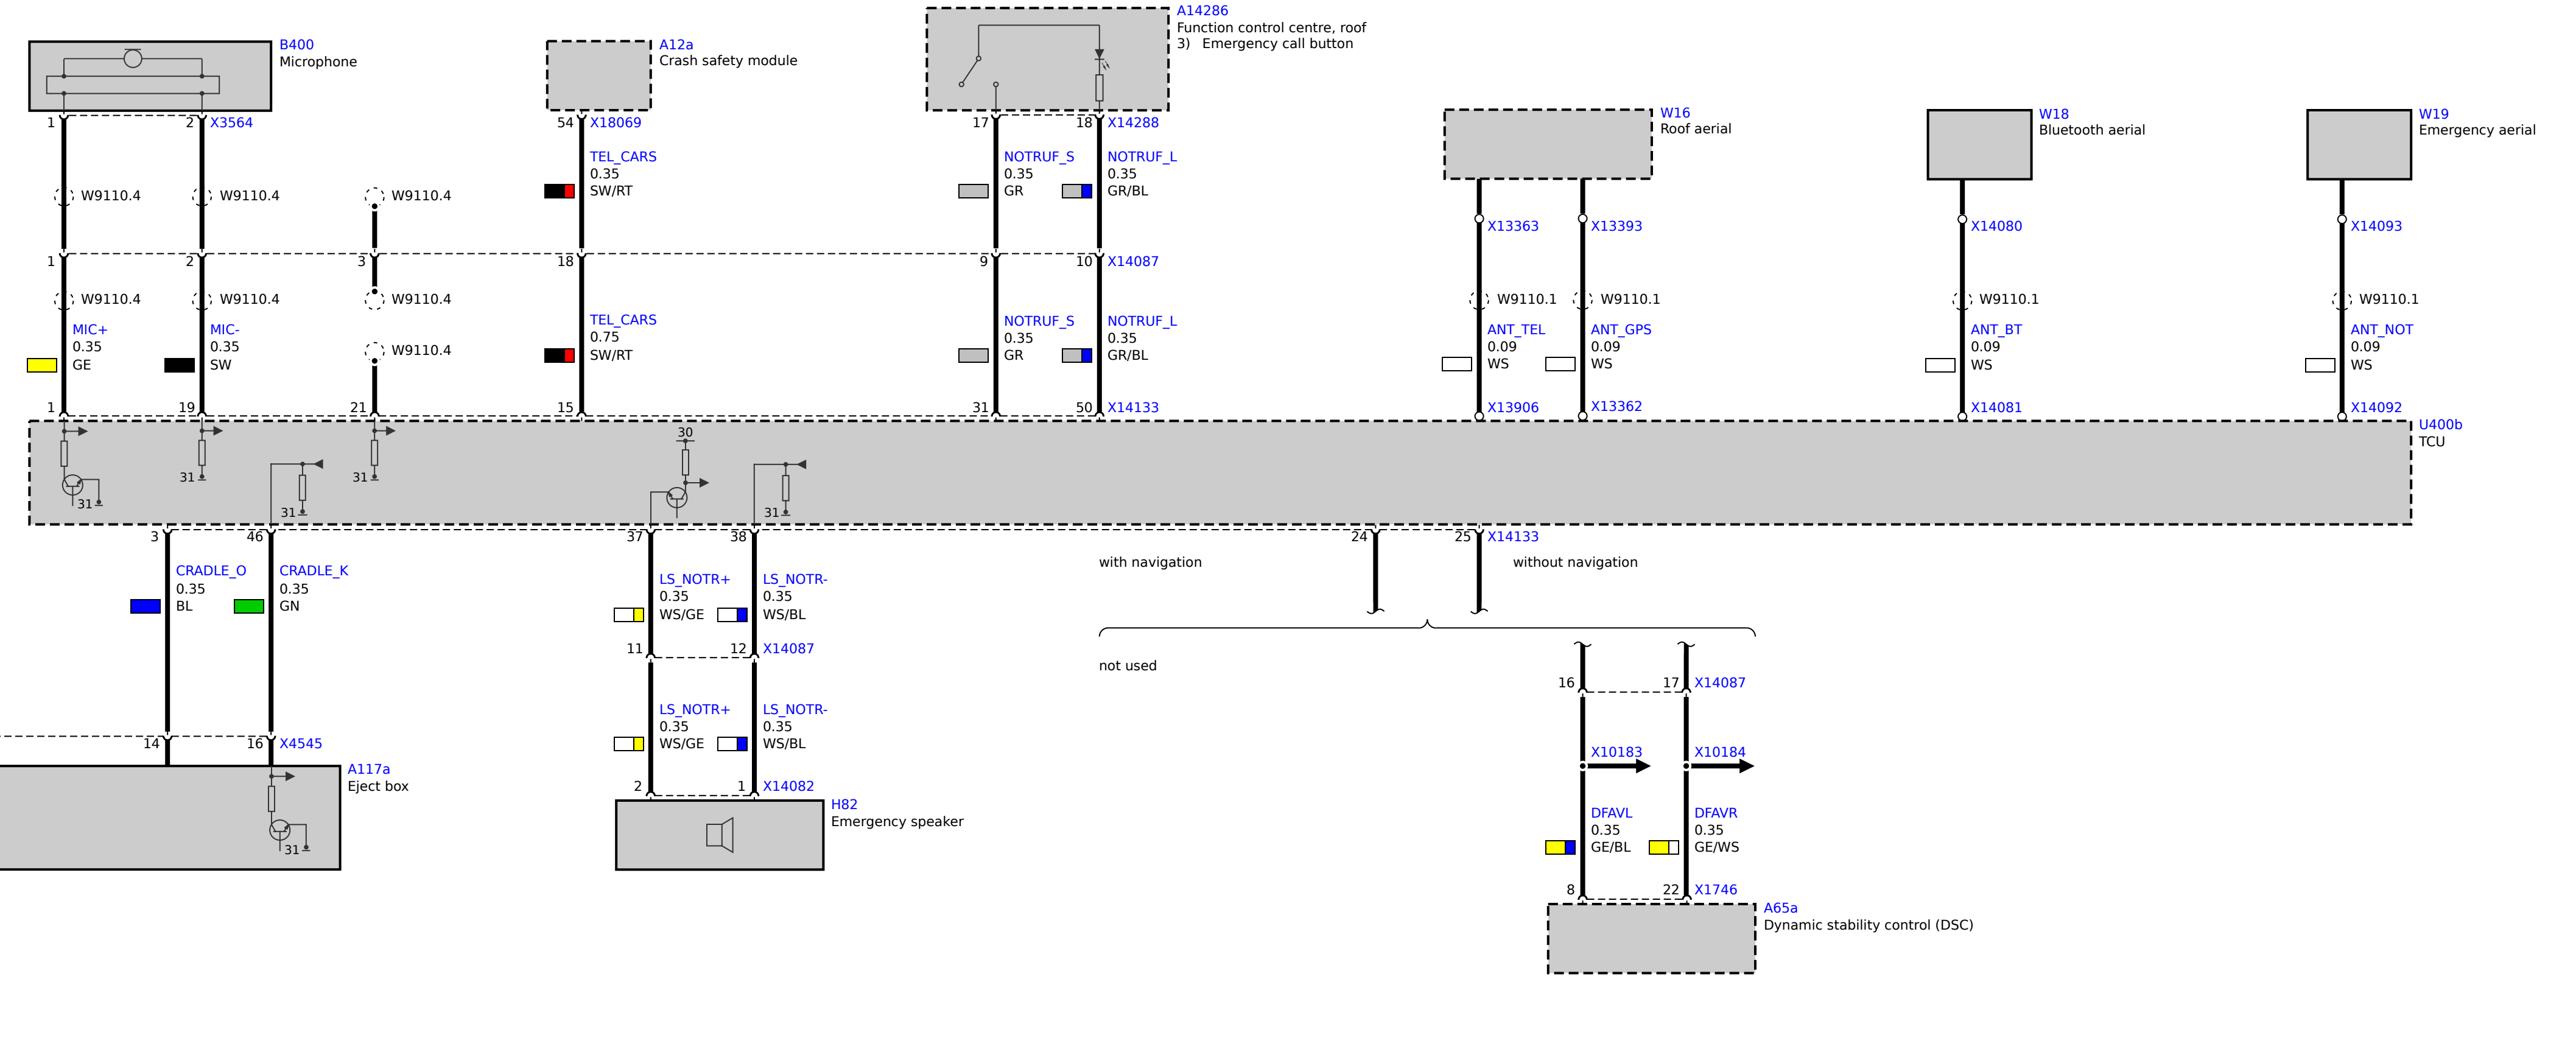 B400
Microphone
A12a
Crash safety module
A14286
Function control centre, roof
3) Emergency call button
W16
Roof aerial
W18
Bluetooth aerial
W19
Emergency aerial
1 2 X3564
54 X18069
17 18 X14288
TEL_CARS
0.35
SW/RT
NOTRUF_S
0.35
GR
NOTRUF_L
0.35
GR/BL
W9110.4 W9110.4 W9110.4
X13363 X13393 X14080 X14093
1 2 3 18 9 10 X14087
W9110.4 W9110.4 W9110.4
W9110.1 W9110.1 W9110.1 W9110.1
MIC+
0.35
GE
MIC-
0.35
SW
W9110.4
TEL_CARS
0.75
SW/RT
NOTRUF_S
0.35
GR
NOTRUF_L
0.35
GR/BL
ANT_TEL
0.09
WS
ANT_GPS
0.09
WS
ANT_BT
0.09
WS
ANT_NOT
0.09
WS
1 19 21 15 31 50 X14133
X13906 X13362 X14081 X14092
U400b
TCU
30
31 31
31 31 31
3 46 37 38 24 25 X14133
with navigation without navigation
CRADLE_O
0.35
BL
CRADLE_K
0.35
GN
LS_NOTR+
0.35
WS/GE
LS_NOTR-
0.35
WS/BL
11 12 X14087
not used
16 17 X14087
LS_NOTR+
0.35
WS/GE
LS_NOTR-
0.35
WS/BL
14 16 X4545
X10183 X10184
A117a
Eject box
31
2 1 X14082
H82
Emergency speaker
DFAVL
0.35
GE/BL
DFAVR
0.35
GE/WS
8 22 X1746
A65a
Dynamic stability control (DSC)